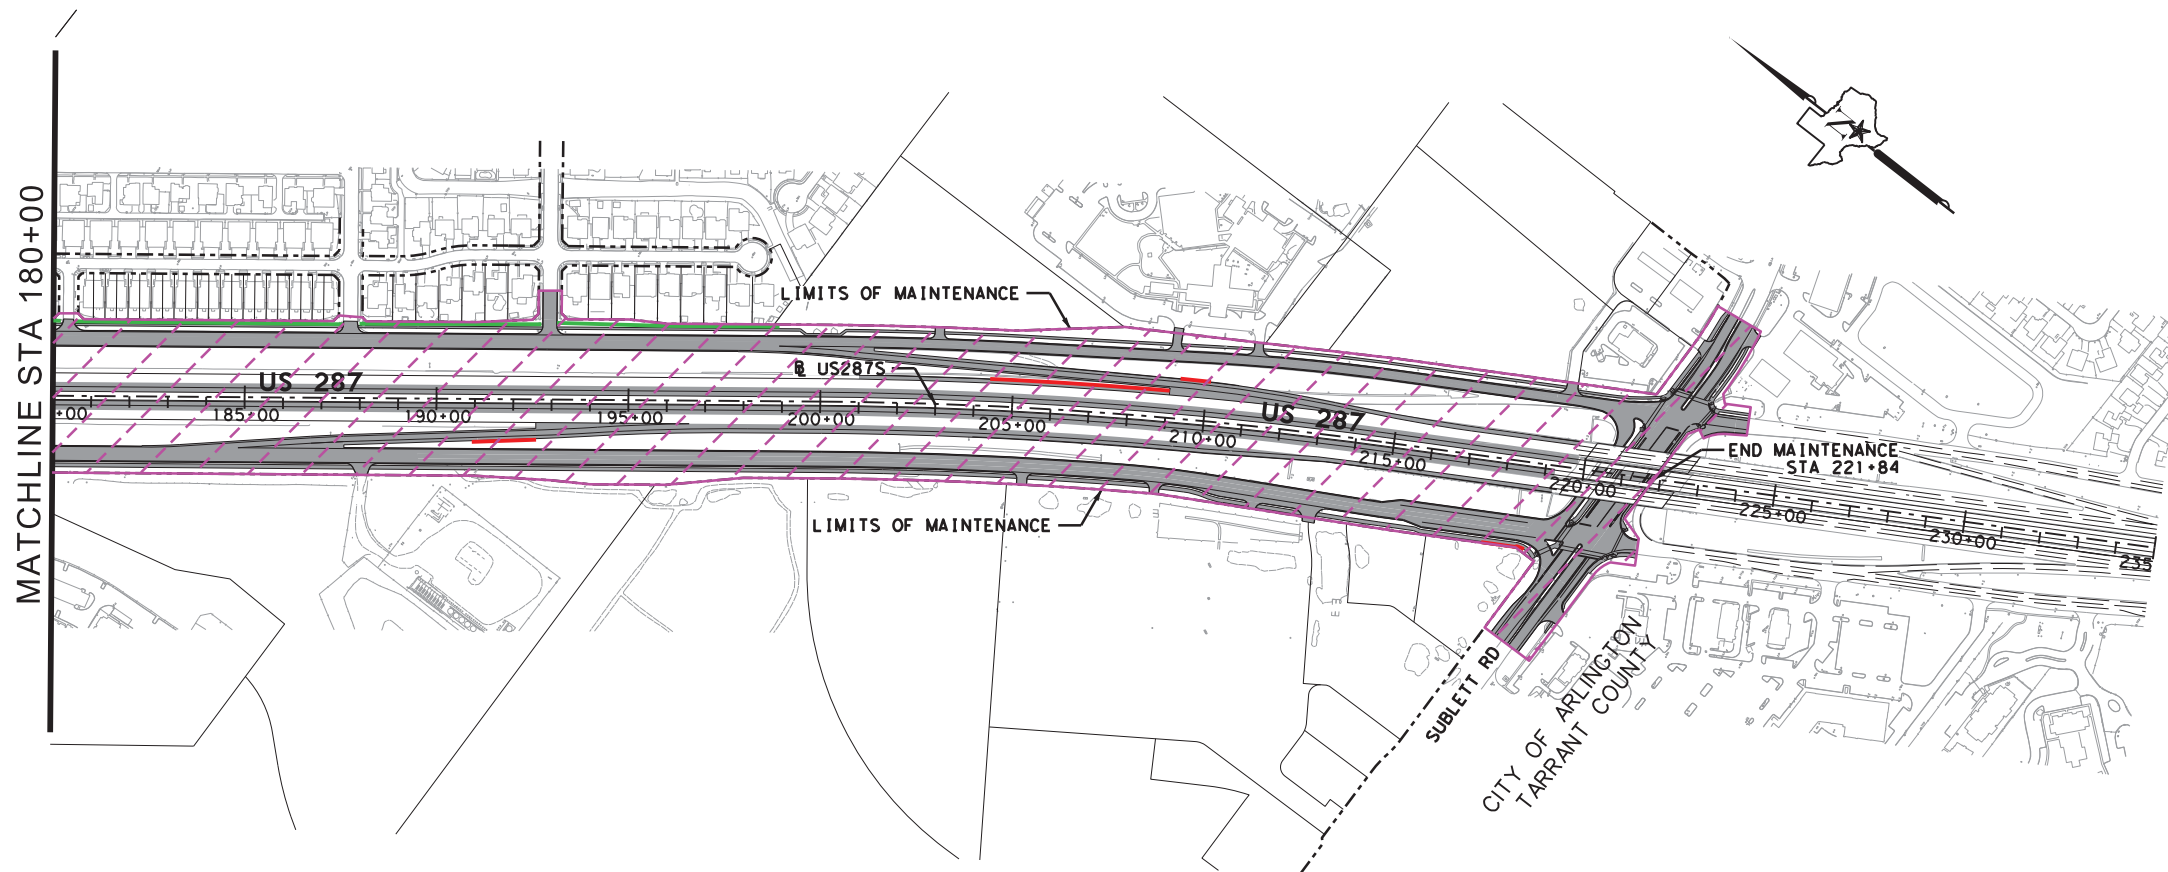 MATCHLINE STA 180+00
LIMITS OF MAINTENANCE
US 287
℄ US287S
+00
185+00
190+00
195+00
200+00
205+00
210+00
US 287
215+00
220+00
END MAINTENANCE
STA 221+84
225+00
230+00
235
LIMITS OF MAINTENANCE
SUBLETT RD
CITY OF ARLINGTON
TARRANT COUNTY